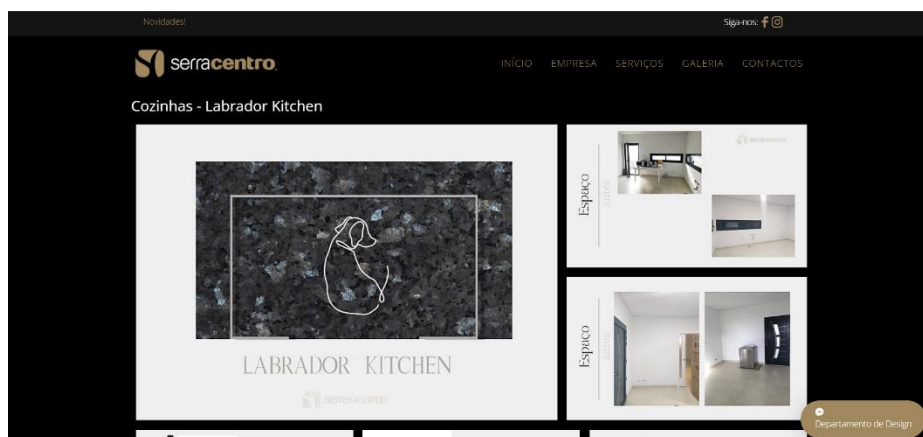 Novidades!
Siga-nos:
serracentro.
INÍCIO EMPRESA SERVIÇOS GALERIA CONTACTOS
Cozinhas - Labrador Kitchen
LABRADOR KITCHEN
serracentro
serracentro
Espaço
antes
Espaço
antes
Departamento de Design